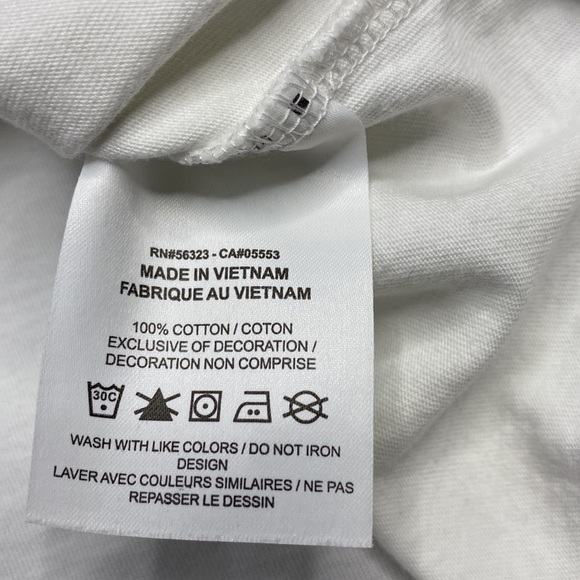 RN#56323 - CA#05553
MADE IN VIETNAM
FABRIQUE AU VIETNAM
100% COTTON / COTON
EXCLUSIVE OF DECORATION /
DECORATION NON COMPRISE
30C
WASH WITH LIKE COLORS / DO NOT IRON
DESIGN
LAVER AVEC COULEURS SIMILAIRES / NE PAS
REPASSER LE DESSIN